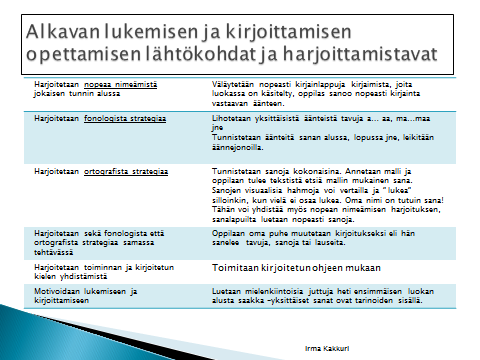 Alkavan lukemisen ja kirjoittamisen
opettamisen lähtökohdat ja harjoittamistavat
Harjoitetaan nopeaa nimeämistä
jokaisen tunnin alussa
Väläytetään nopeasti kirjainlappuja kirjaimista, joita
luokassa on käsitelty, oppilas sanoo nopeasti kirjainta
vastaavan äänteen.
Harjoitetaan fonologista strategiaa
Lihotetaan yksittäisistä äänteistä tavuja a... aa, ma...maa
jne
Tunnistetaan äänteitä sanan alussa, lopussa jne, leikitään
äännejonoilla.
Harjoitetaan ortografista strategiaa
Tunnistetaan sanoja kokonaisina. Annetaan malli ja
oppilaan tulee tekstistä etsiä mallin mukainen sana.
Sanojen visuaalisia hahmoja voi vertailla ja "lukea"
silloinkin, kun vielä ei osaa lukea. Oma nimi on tutuin sana!
Tähän voi yhdistää myös nopean nimeämisen harjoituksen,
sanalapuilta luetaan nopeasti sanoja.
Harjoitetaan sekä fonologista että
ortografista strategiaa samassa
tehtävässä
Oppilaan oma puhe muutetaan kirjoitukseksi eli hän
sanelee tavuja, sanoja tai lauseita.
Harjoitetaan toiminnan ja kirjoitetun
kielen yhdistämistä
Toimitaan kirjoitetun ohjeen mukaan
Motivoidaan lukemiseen ja
kirjoittamiseen
Luetaan mielenkiintoisia juttuja heti ensimmäisen luokan
alusta saakka –yksittäiset sanat ovat tarinoiden sisällä.
Irma Kakkuri